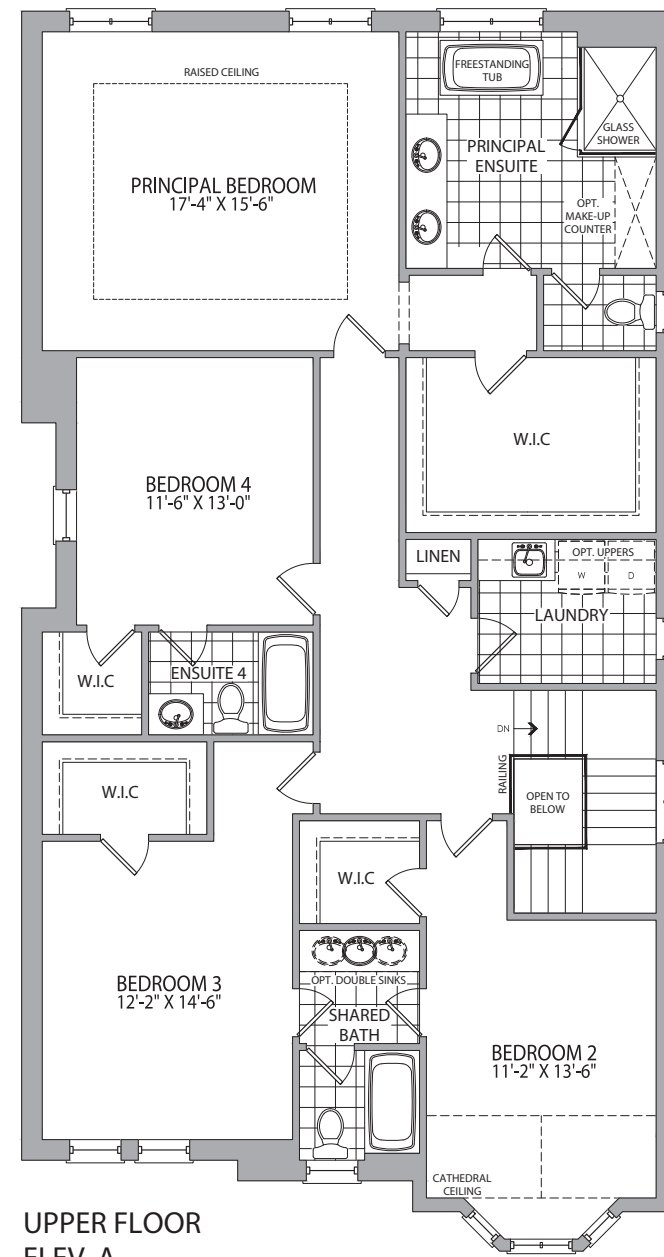 RAISED CEILING
FREESTANDING
TUB
GLASS
SHOWER
PRINCIPAL
ENSUITE
PRINCIPAL BEDROOM
17'-4" X 15'-6"
OPT.
MAKE-UP
COUNTER
W.I.C
BEDROOM 4
11'-6" X 13'-0"
LINEN
OPT. UPPERS
W
D
LAUNDRY
W.I.C
ENSUITE 4
DN
RAILING
OPEN TO
BELOW
W.I.C
W.I.C
BEDROOM 3
12'-2" X 14'-6"
OPT. DOUBLE SINKS
SHARED
BATH
BEDROOM 2
11'-2" X 13'-6"
CATHEDRAL
CEILING
UPPER FLOOR
ELEV. A